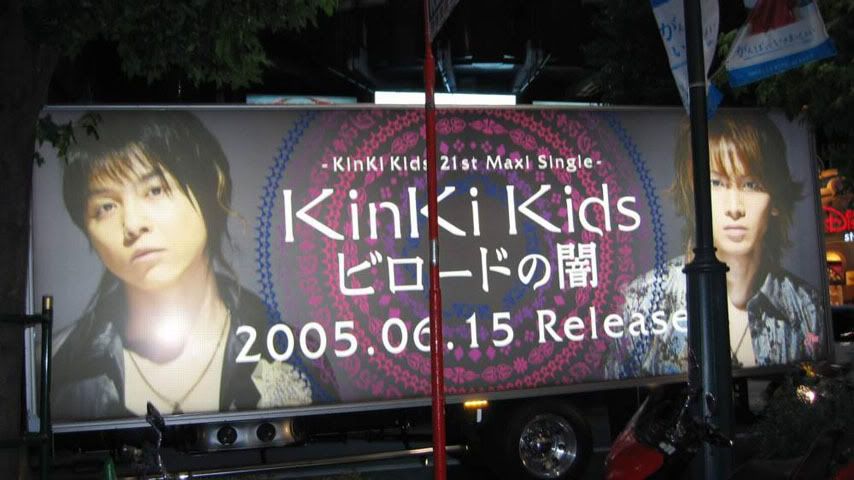 - KinKi Kids 21st Maxi Single -
KinKi Kids
ビロードの闇
2005.06.15 Release